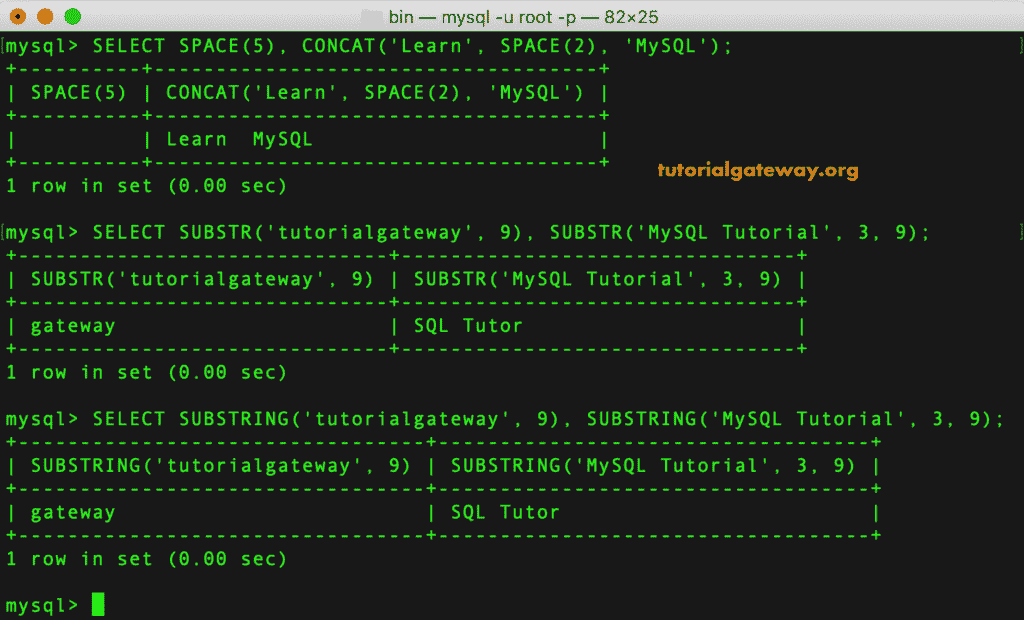 bin — mysql -u root -p — 82×25
[mysql> SELECT SPACE(5), CONCAT('Learn', SPACE(2), 'MySQL'); ]
+----------+------------------------------------+
| SPACE(5) | CONCAT('Learn', SPACE(2), 'MySQL') |
+----------+------------------------------------+
|          | Learn  MySQL                       |
+----------+------------------------------------+
tutorialgateway.org
1 row in set (0.00 sec)
[mysql> SELECT SUBSTR('tutorialgateway', 9), SUBSTR('MySQL Tutorial', 3, 9); ]
+------------------------------+--------------------------------+
| SUBSTR('tutorialgateway', 9) | SUBSTR('MySQL Tutorial', 3, 9) |
+------------------------------+--------------------------------+
| gateway                      | SQL Tutor                      |
+------------------------------+--------------------------------+
1 row in set (0.00 sec)
mysql> SELECT SUBSTRING('tutorialgateway', 9), SUBSTRING('MySQL Tutorial', 3, 9);
+---------------------------------+-----------------------------------+
| SUBSTRING('tutorialgateway', 9) | SUBSTRING('MySQL Tutorial', 3, 9) |
+---------------------------------+-----------------------------------+
| gateway                         | SQL Tutor                         |
+---------------------------------+-----------------------------------+
1 row in set (0.00 sec)
mysql>